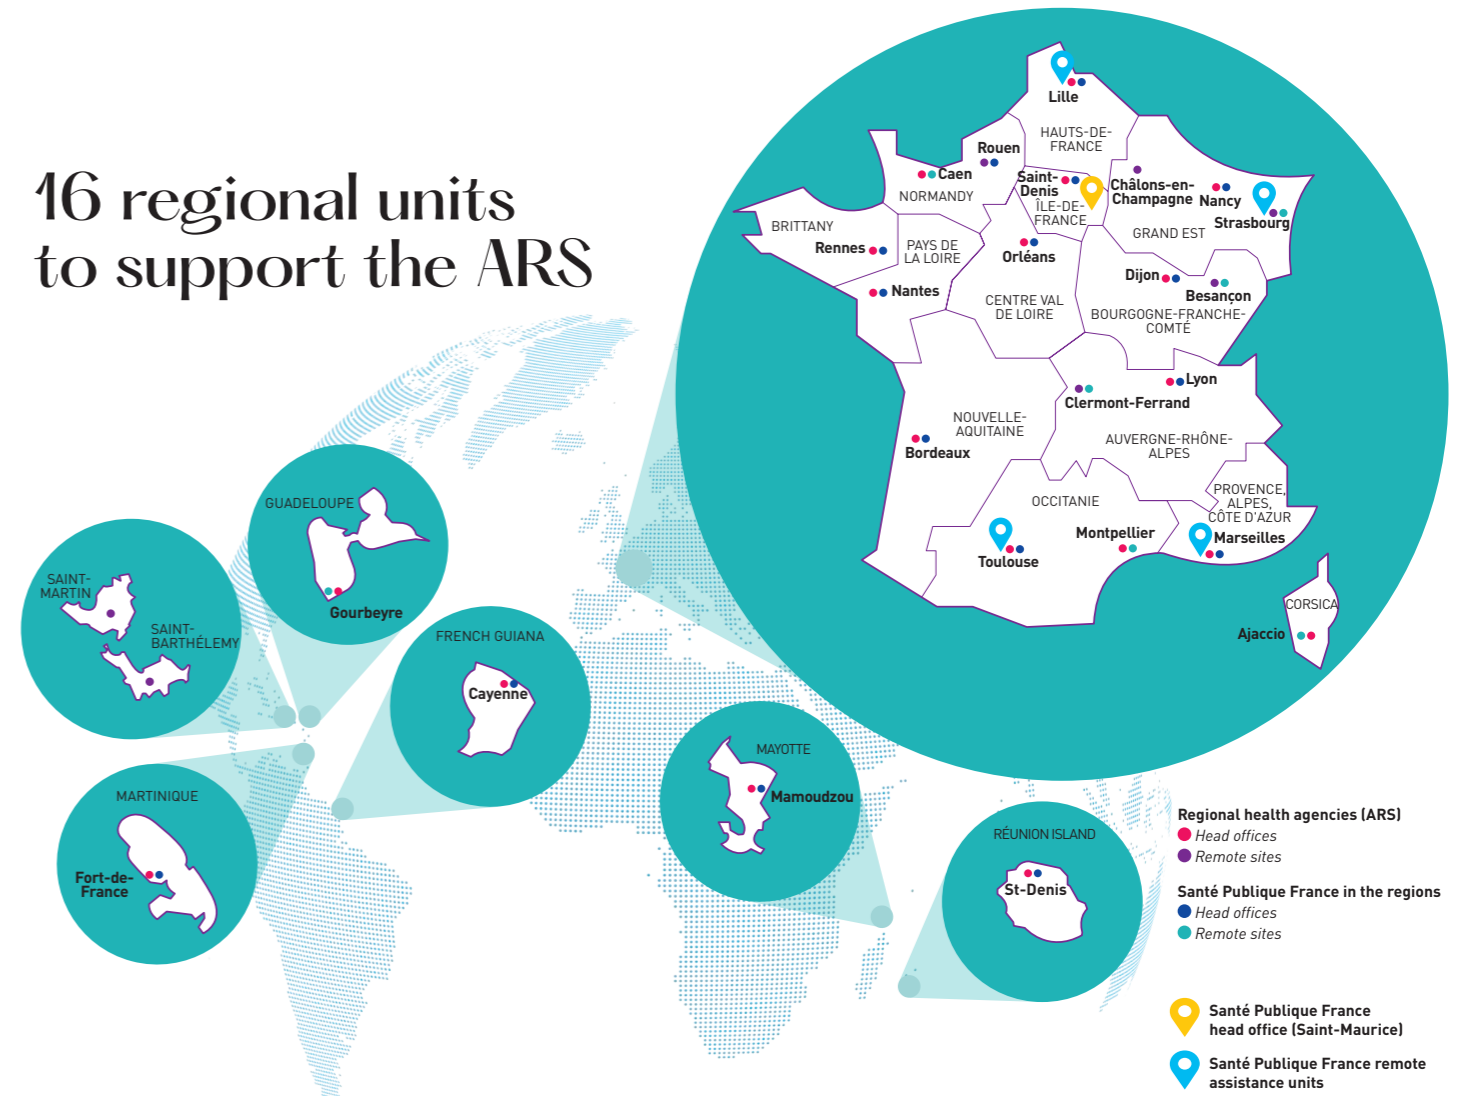 16 regional units
to support the ARS
Lille
HAUTS-DE-
FRANCE
Rouen
Caen
NORMANDY
Saint-
Denis
ÎLE-DE-
FRANCE
Châlons-en-
Champagne
Nancy
Strasbourg
GRAND EST
BRITTANY
Rennes
PAYS DE
LA LOIRE
Nantes
Orléans
CENTRE VAL
DE LOIRE
Dijon
Besançon
BOURGOGNE-FRANCHE-
COMTÉ
Lyon
Clermont-Ferrand
NOUVELLE-
AQUITAINE
Bordeaux
AUVERGNE-RHÔNE-
ALPES
OCCITANIE
PROVENCE,
ALPES,
CÔTE D'AZUR
Montpellier
Marseilles
Toulouse
CORSICA
Ajaccio
GUADELOUPE
Gourbeyre
SAINT-
MARTIN
SAINT-
BARTHÉLEMY
FRENCH GUIANA
Cayenne
MARTINIQUE
Fort-de-
France
MAYOTTE
Mamoudzou
RÉUNION ISLAND
St-Denis
Regional health agencies (ARS)
Head offices
Remote sites
Santé Publique France in the regions
Head offices
Remote sites
Santé Publique France
head office (Saint-Maurice)
Santé Publique France remote
assistance units